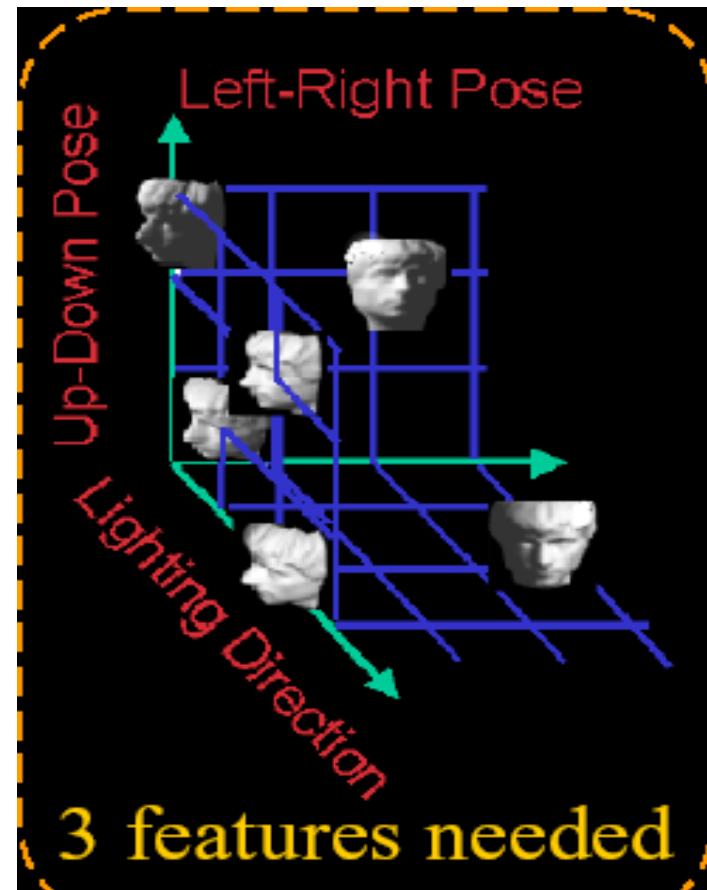 Left-Right Pose
Up-Down Pose
Lighting Direction
3 features needed